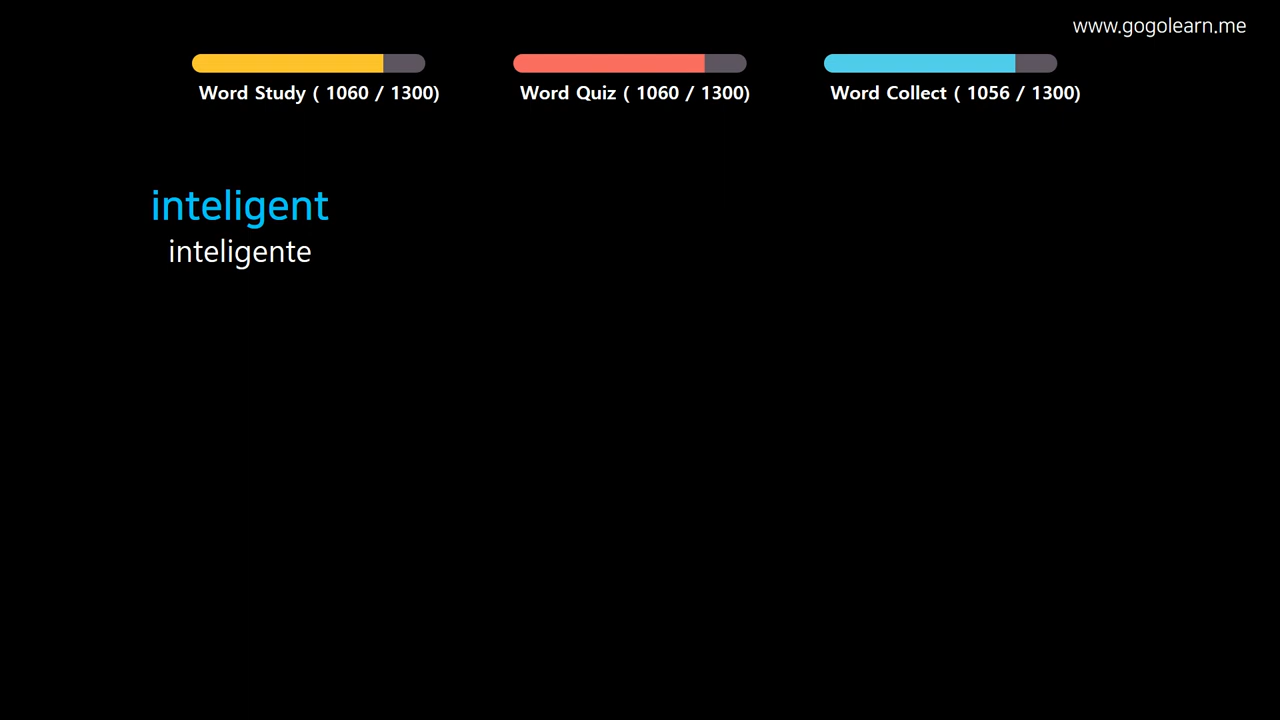 www.gogolearn.me
Word Study ( 1060 / 1300)
Word Quiz ( 1060 / 1300)
Word Collect ( 1056 / 1300)
inteligent
inteligente